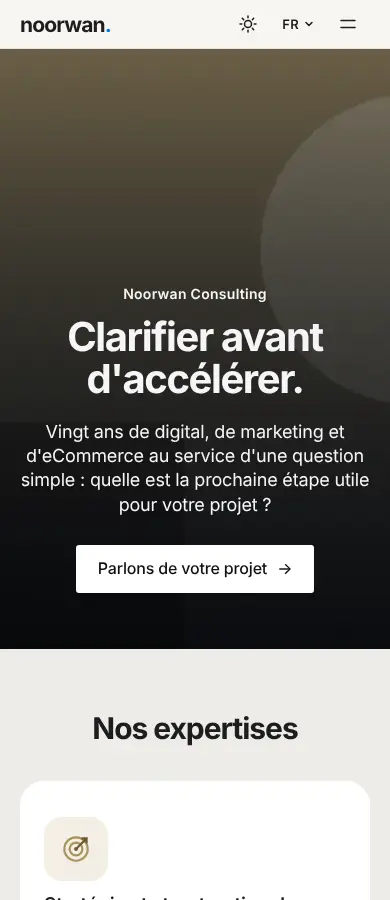 noorwan.
FR
Noorwan Consulting
Clarifier avant
d'accélérer.
Vingt ans de digital, de marketing et
d'eCommerce au service d'une question
simple : quelle est la prochaine étape utile
pour votre projet ?
Parlons de votre projet →
Nos expertises